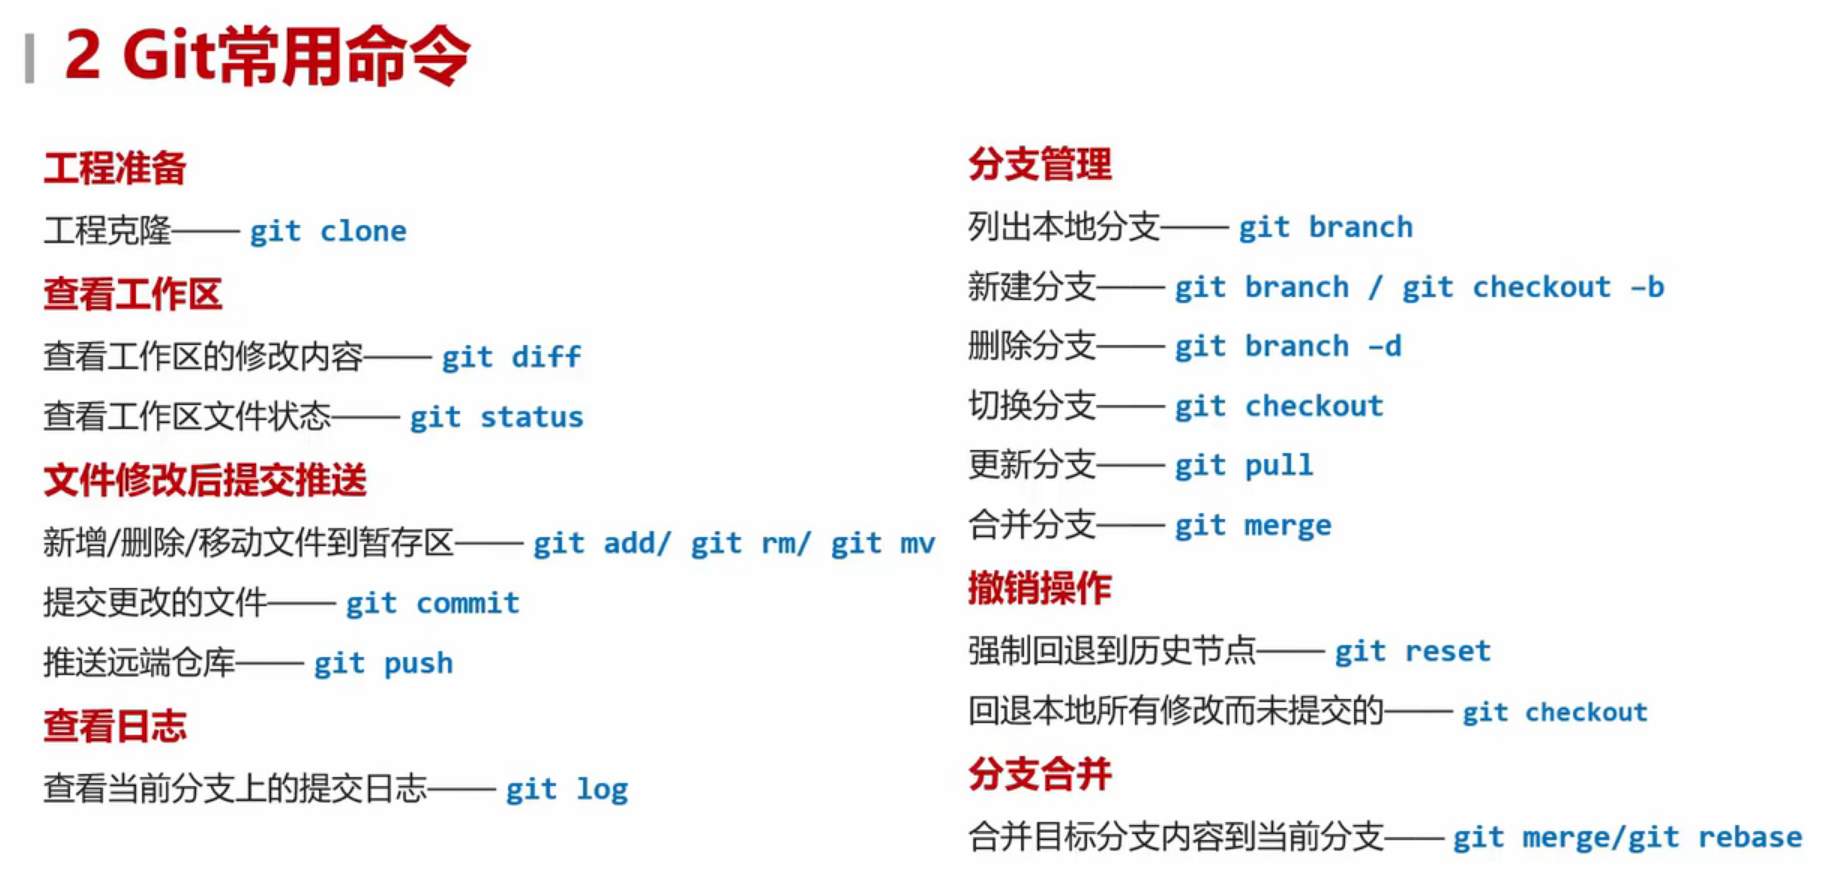 2 Git常用命令
工程准备
工程克隆—— git clone
查看工作区
查看工作区的修改内容—— git diff
查看工作区文件状态—— git status
文件修改后提交推送
新增/删除/移动文件到暂存区—— git add/ git rm/ git mv
提交更改的文件—— git commit
推送远端仓库—— git push
查看日志
查看当前分支上的提交日志—— git log
分支管理
列出本地分支—— git branch
新建分支—— git branch / git checkout –b
删除分支—— git branch –d
切换分支—— git checkout
更新分支—— git pull
合并分支—— git merge
撤销操作
强制回退到历史节点—— git reset
回退本地所有修改而未提交的—— git checkout
分支合并
合并目标分支内容到当前分支—— git merge/git rebase